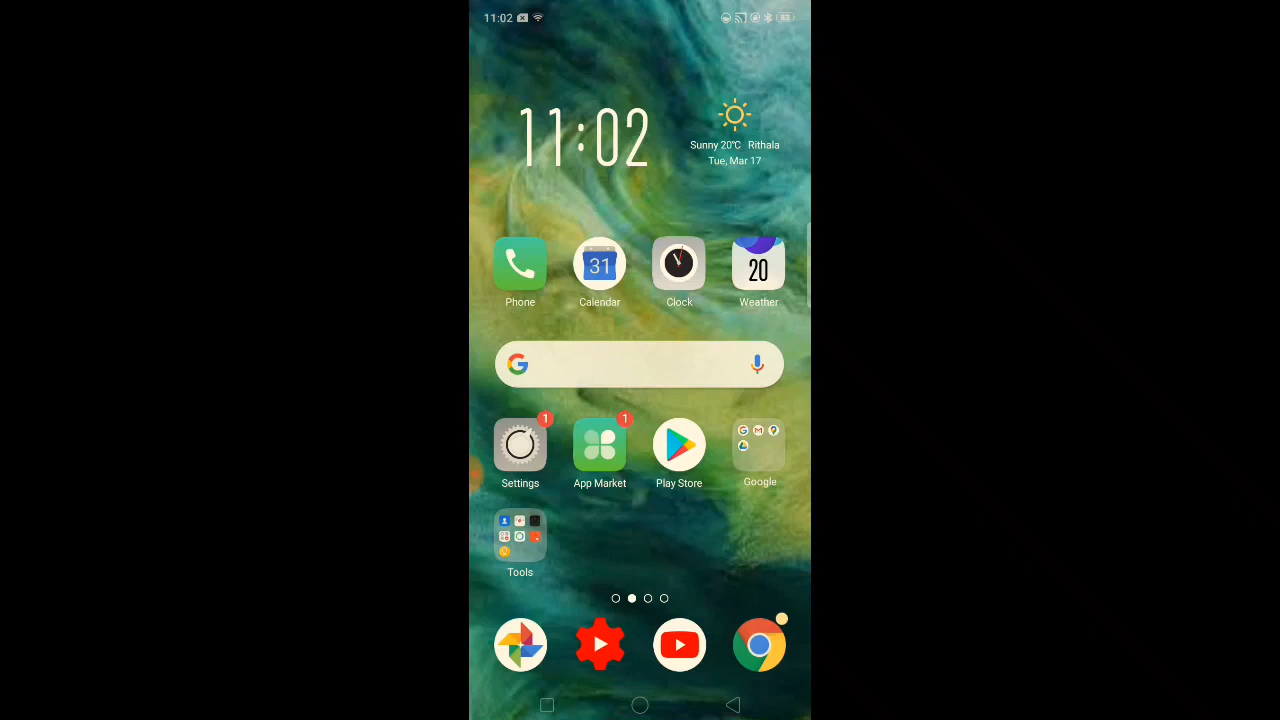 11:02
83
11:02
Sunny 20°C Rithala
Tue, Mar 17
31
20
Phone
Calendar
Clock
Weather
1
1
Settings
App Market
Play Store
Google
Tools